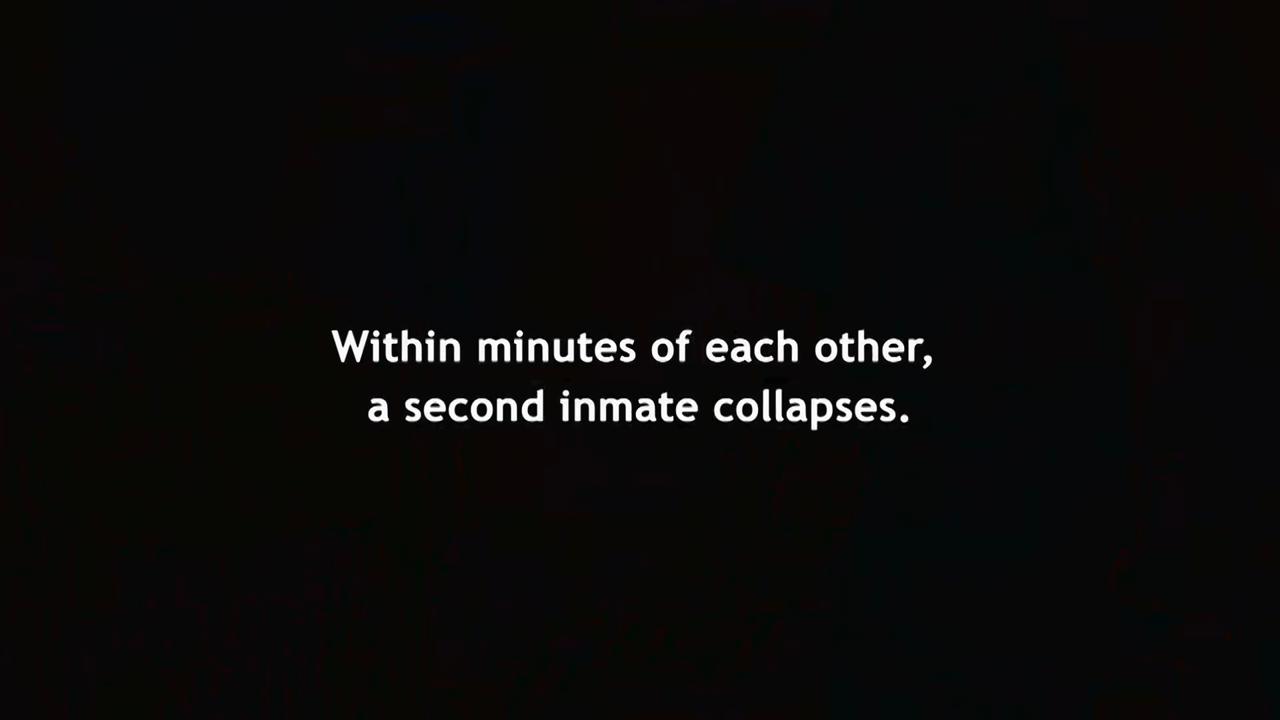 Within minutes of each other,
a second inmate collapses.